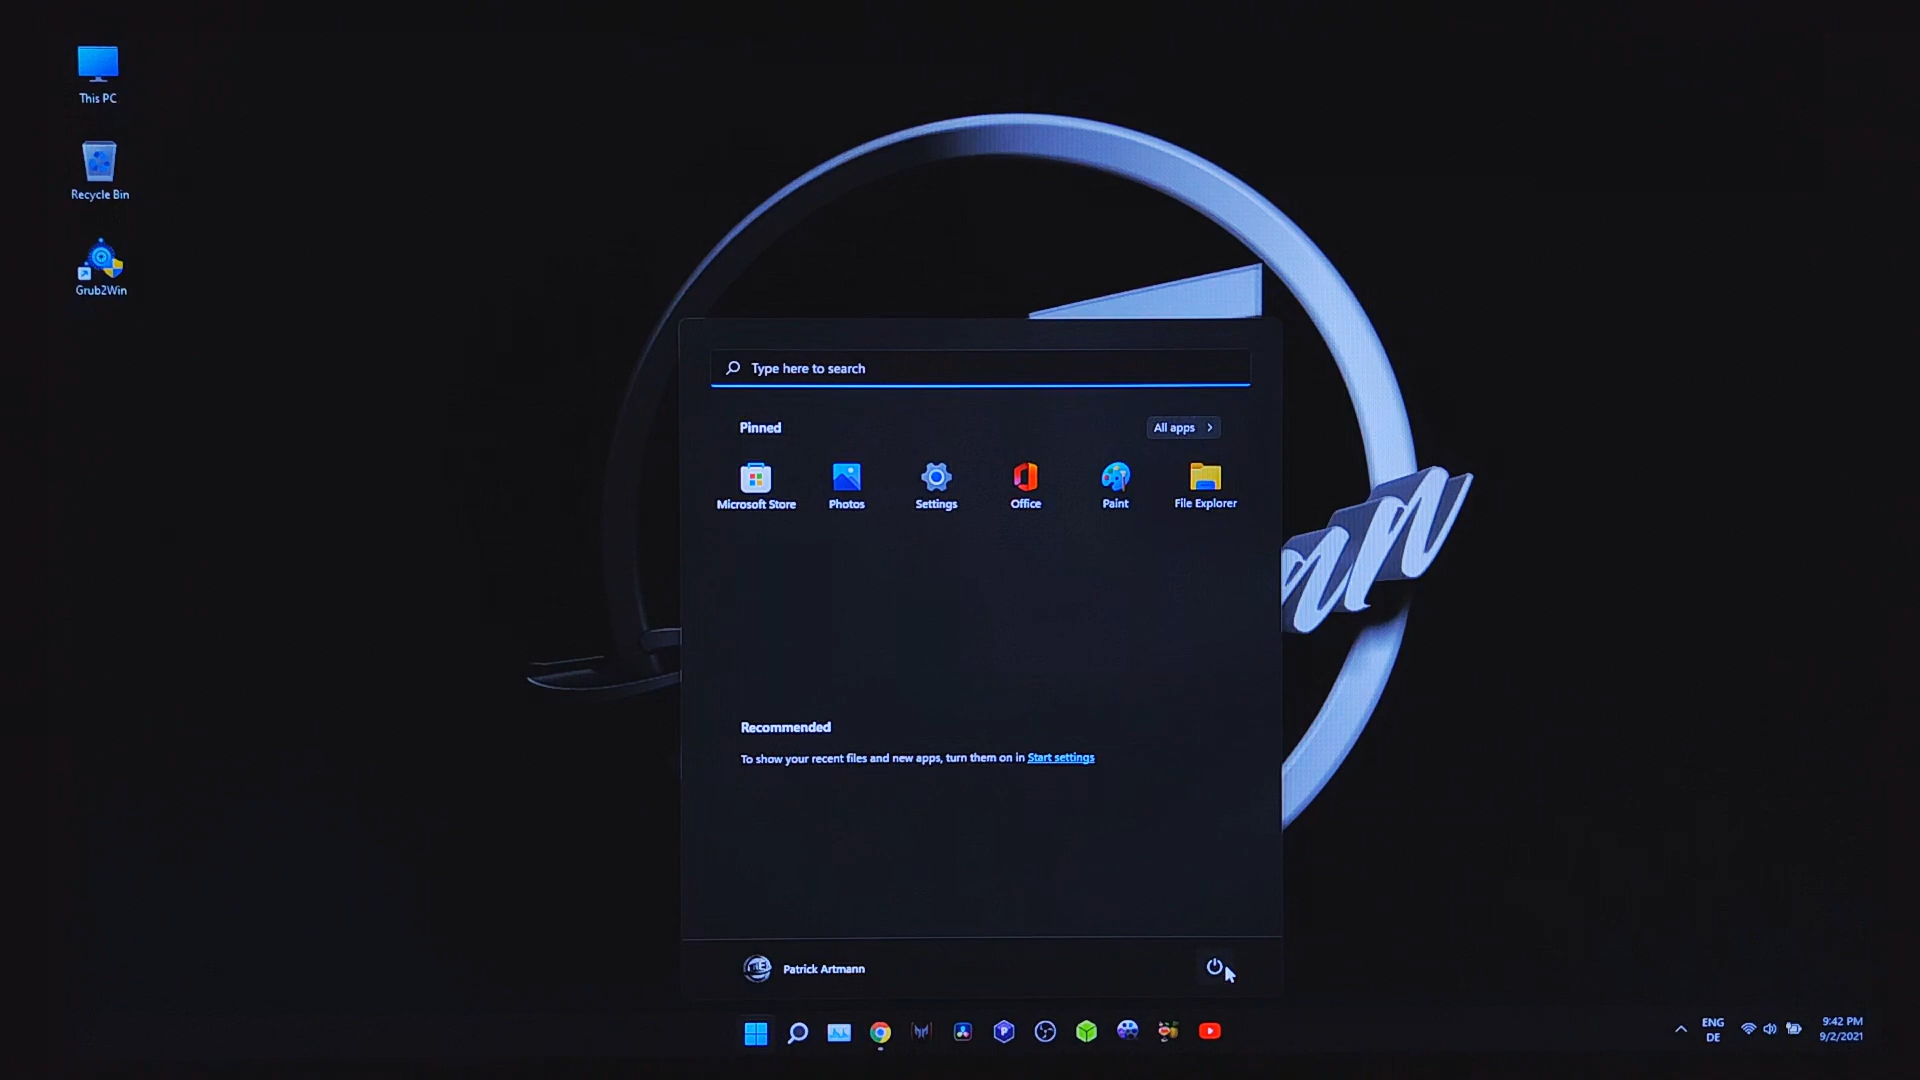 This PC
Recycle Bin
Grub2Win
Type here to search
Pinned
All apps
Microsoft Store
Photos
Settings
Office
Paint
File Explorer
Recommended
To show your recent files and new apps, turn them on in Start settings
Patrick Artmann
ENG
DE
9:42 PM
9/2/2021